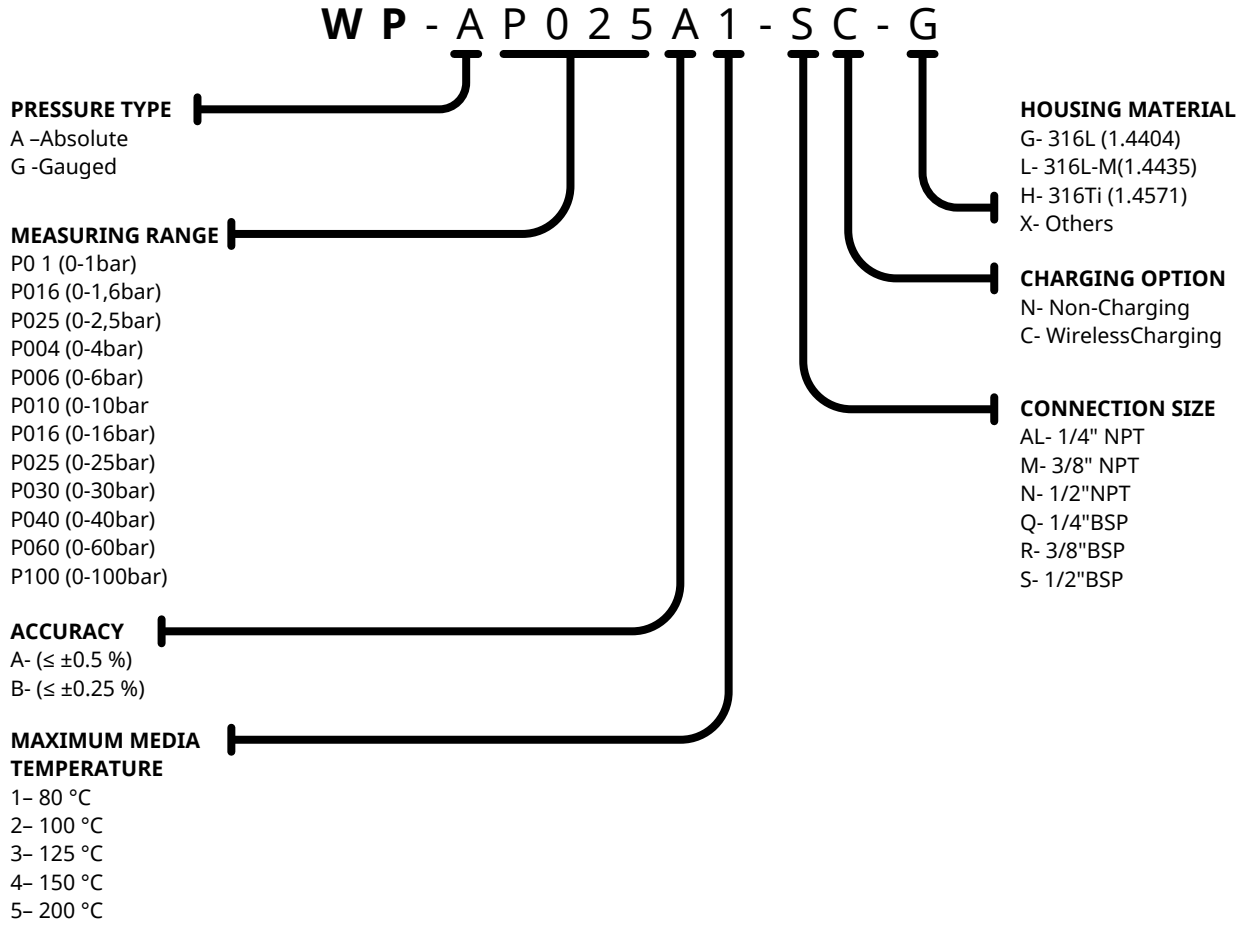 WP-AP025A1-SC-G
PRESSURE TYPE
A –Absolute
G -Gauged
MEASURING RANGE
P0 1 (0-1bar)
P016 (0-1,6bar)
P025 (0-2,5bar)
P004 (0-4bar)
P006 (0-6bar)
P010 (0-10bar
P016 (0-16bar)
P025 (0-25bar)
P030 (0-30bar)
P040 (0-40bar)
P060 (0-60bar)
P100 (0-100bar)
ACCURACY
A- (≤ ±0.5 %)
B- (≤ ±0.25 %)
MAXIMUM MEDIA
TEMPERATURE
1– 80 °C
2– 100 °C
3– 125 °C
4– 150 °C
5– 200 °C
HOUSING MATERIAL
G- 316L (1.4404)
L- 316L-M(1.4435)
H- 316Ti (1.4571)
X- Others
CHARGING OPTION
N- Non-Charging
C- WirelessCharging
CONNECTION SIZE
AL- 1/4" NPT
M- 3/8" NPT
N- 1/2"NPT
Q- 1/4"BSP
R- 3/8"BSP
S- 1/2"BSP